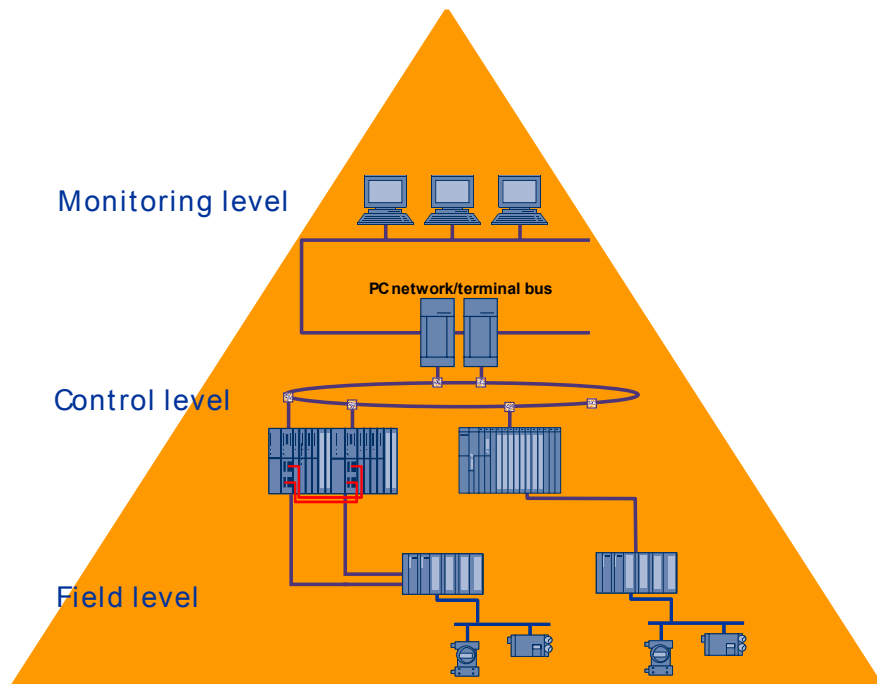 Monitoring level
PC network/terminal bus
Control level
Field level